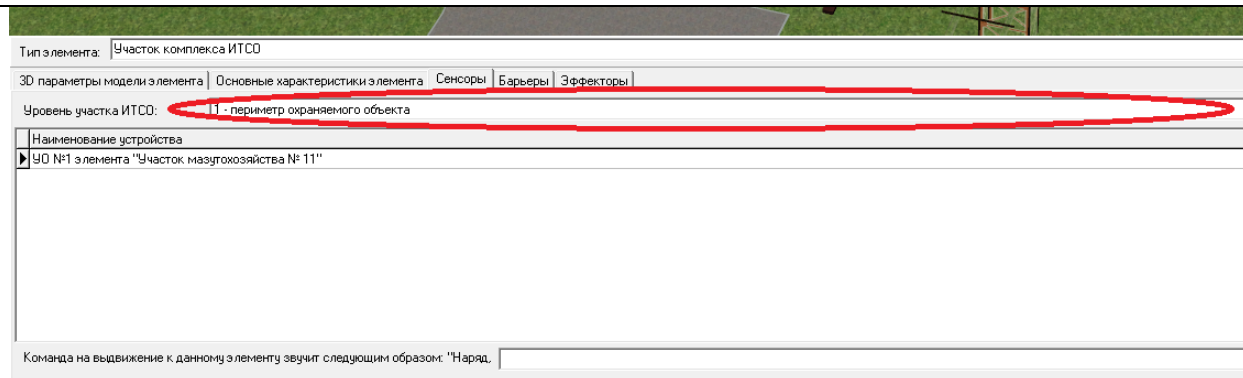 Тип элемента: Участок комплекса ИТСО
3D параметры модели элемента Основные характеристики элемента Сенсоры Барьеры Эффекторы
Уровень участка ИТСО: 1 - периметр охраняемого объекта
Наименование устройства
УО №1 элемента "Участок мазутохозяйства № 11"
Команда на выдвижение к данному элементу звучит следующим образом: "Наряд,